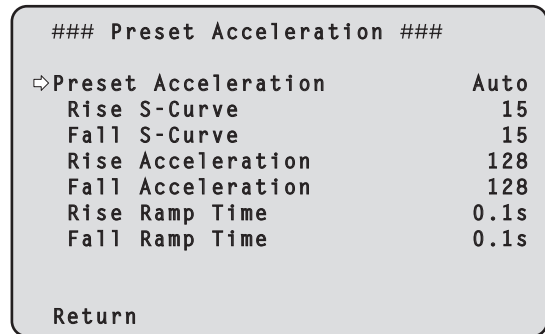 ### Preset Acceleration ###
⇨Preset Acceleration Auto
Rise S-Curve 15
Fall S-Curve 15
Rise Acceleration 128
Fall Acceleration 128
Rise Ramp Time 0.1s
Fall Ramp Time 0.1s
Return